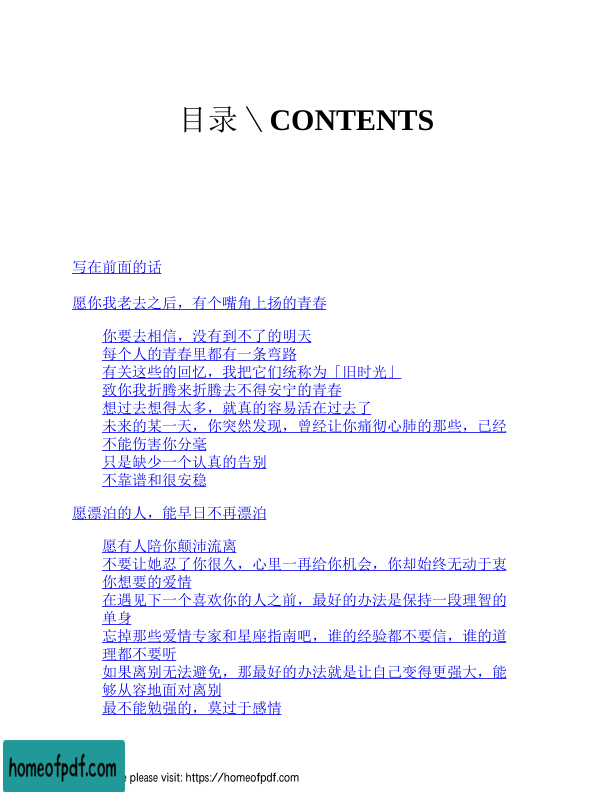 目录 \ CONTENTS
写在前面的话
愿你我老去之后，有个嘴角上扬的青春
你要去相信，没有到不了的明天
每个人的青春里都有一条弯路
有关这些的回忆，我把它们统称为「旧时光」
致你我折腾来折腾去不得安宁的青春
想过去想得太多，就真的容易活在过去了
未来的某一天，你突然发现，曾经让你痛彻心肺的那些，已经
不能伤害你分毫
只是缺少一个认真的告别
不靠谱和很安稳
愿漂泊的人，能早日不再漂泊
愿有人陪你颠沛流离
不要让她忍了你很久，心里一再给你机会，你却始终无动于衷
你想要的爱情
在遇见下一个喜欢你的人之前，最好的办法是保持一段理智的
单身
忘掉那些爱情专家和星座指南吧，谁的经验都不要信，谁的道
理都不要听
如果离别无法避免，那最好的办法就是让自己变得更强大，能
够从容地面对离别
最不能勉强的，莫过于感情
homeofpdf.com
please visit: https://homeofpdf.com